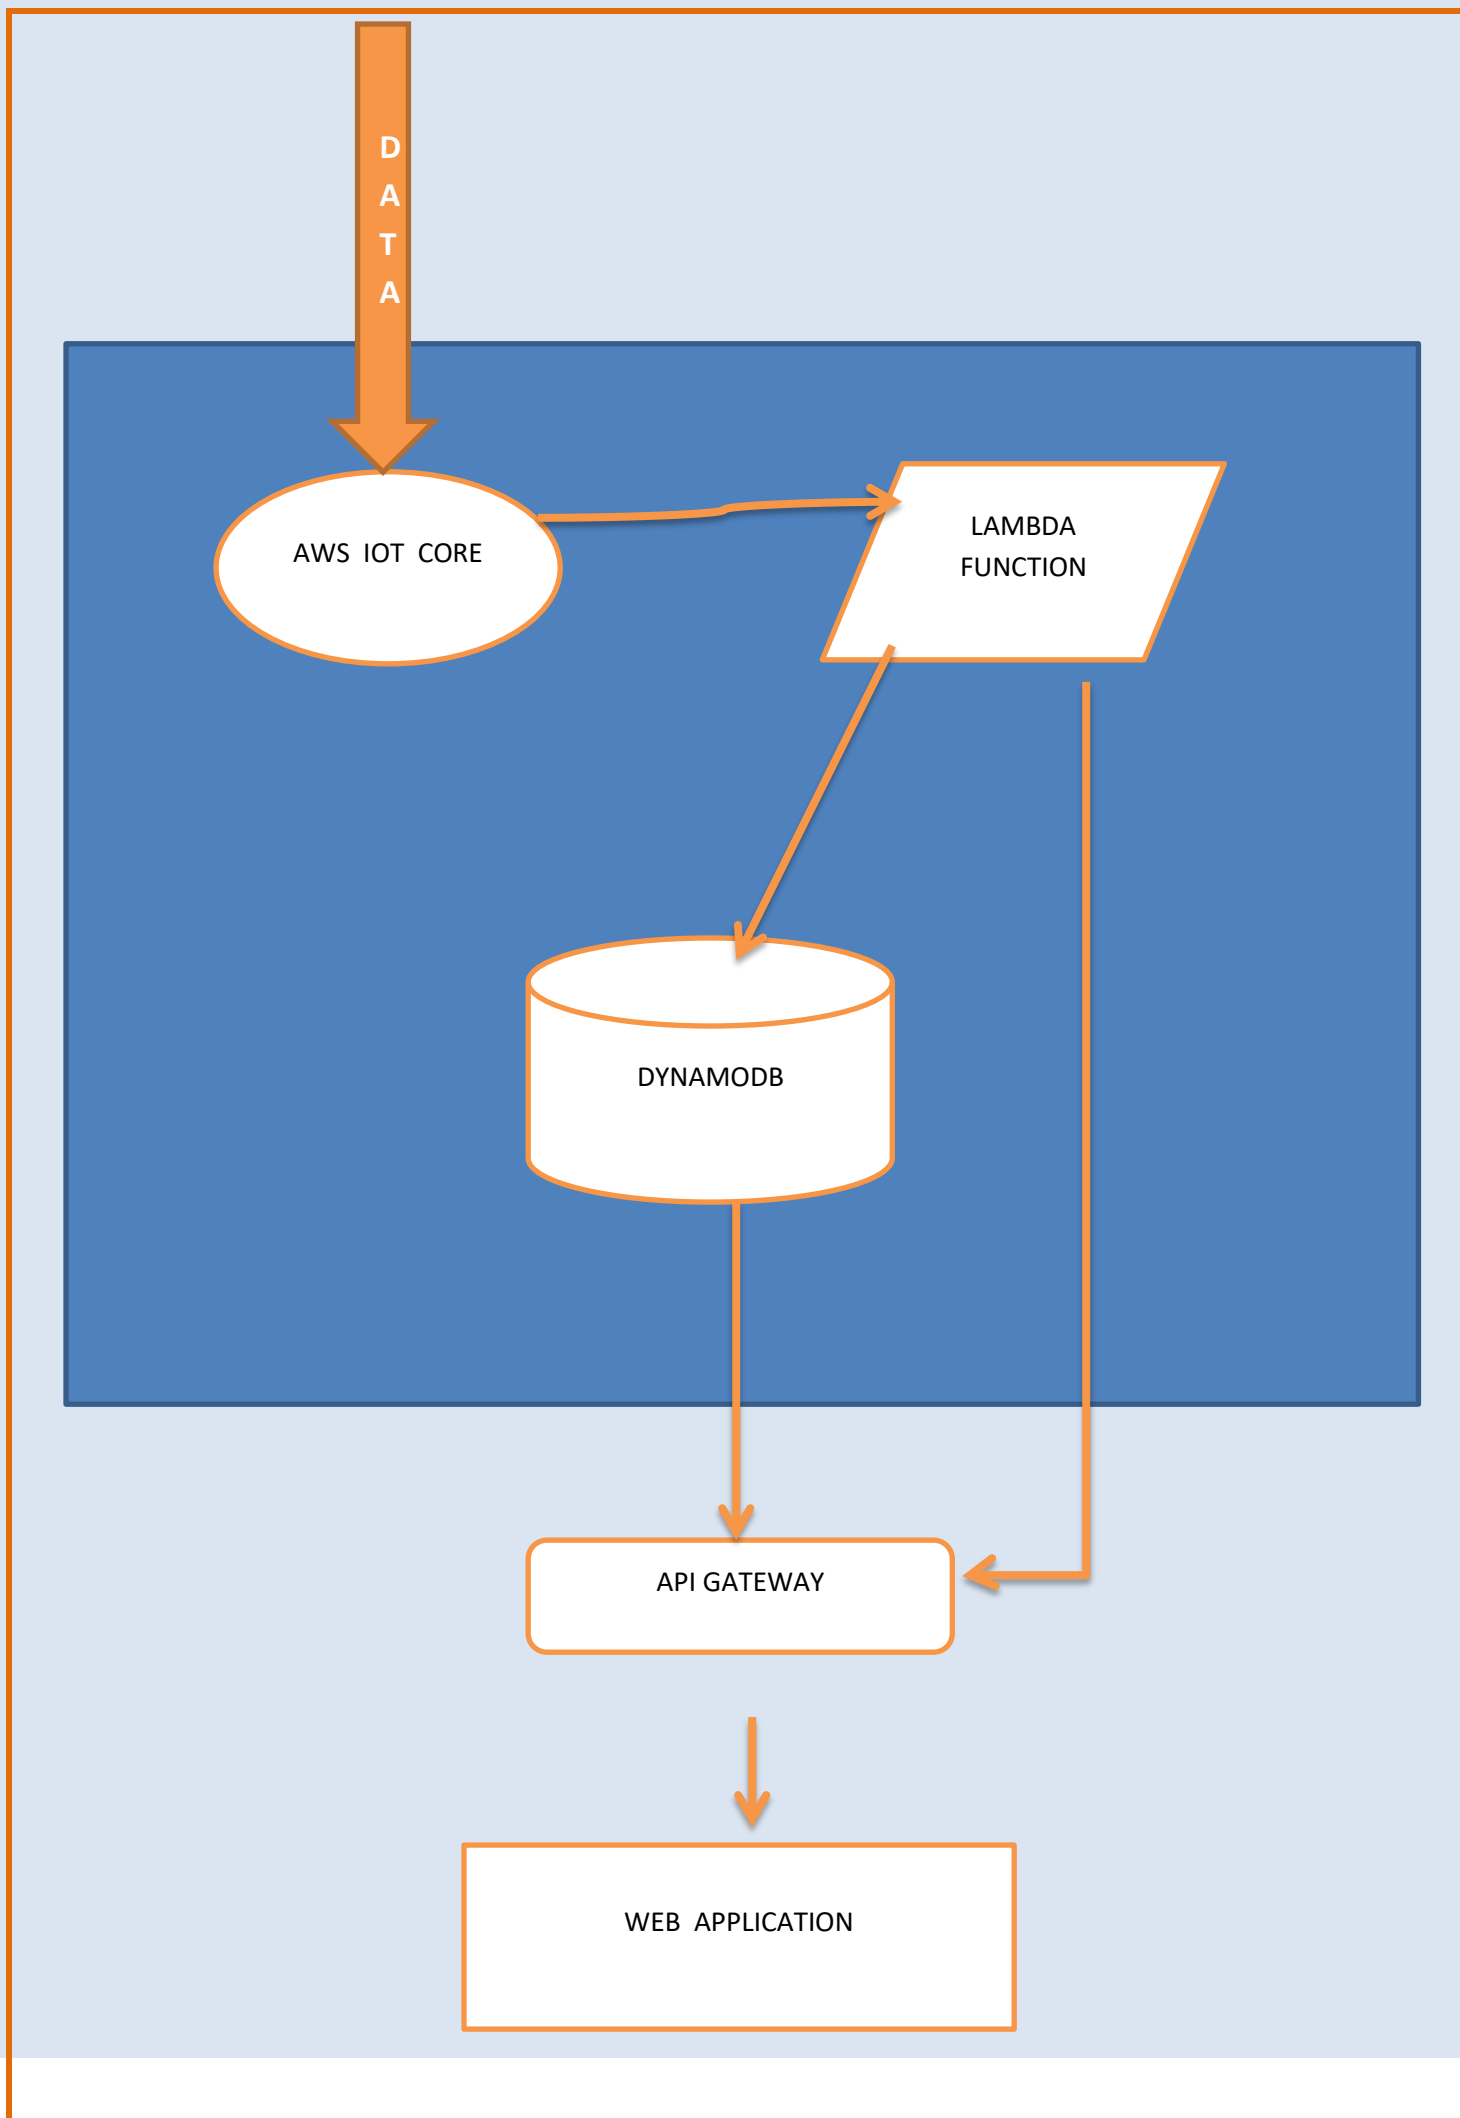 D
A
T
A
AWS IOT CORE
LAMBDA
FUNCTION
DYNAMODB
API GATEWAY
WEB APPLICATION